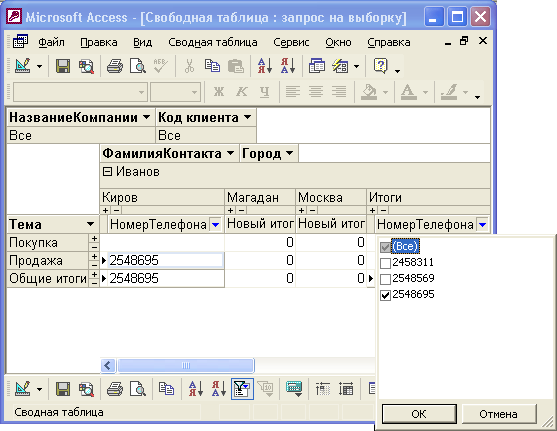 Microsoft Access - [Свободная таблица : запрос на выборку]
Файл Правка Вид Сводная таблица Сервис Окно Справка
Ж К Ч
НазваниеКомпании Код клиента
Все Все
ФамилияКонтакта Город
Иванов
Киров Магадан Москва Итоги
Тема НомерТелефона Новый итог Новый итог НомерТелефона
Покупка 0 0
Продажа 2548695 0 0
Общие итоги 2548695 0 0
(Все)
2458311
2548569
2548695
OK Отмена
Сводная таблица